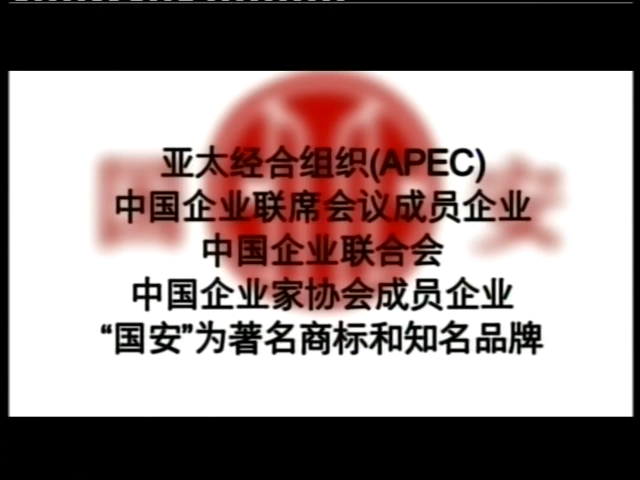 亚太经合组织(APEC)
中国企业联席会议成员企业
中国企业联合会
中国企业家协会成员企业
“国安”为著名商标和知名品牌
国 安